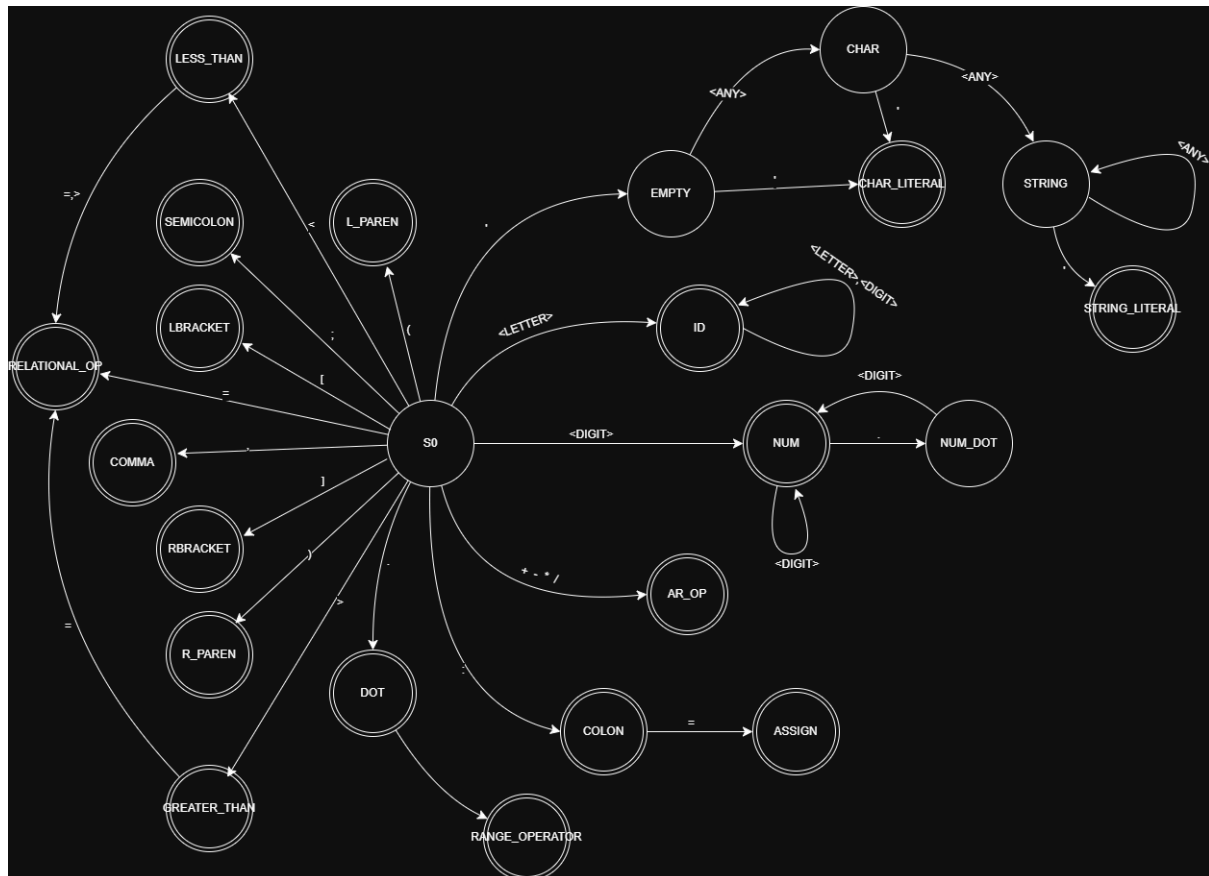 LESS_THAN
CHAR
<ANY>
<ANY>
=,>
SEMICOLON
L_PAREN
<
EMPTY
CHAR_LITERAL
STRING
<ANY>
LBRACKET
;
(
[
<LETTER>
ID
<LETTER>,<DIGIT>
STRING_LITERAL
RELATIONAL_OP
=
<DIGIT>
COMMA
S0
<DIGIT>
NUM
.
NUM_DOT
]
RBRACKET
)
<DIGIT>
+ - * /
AR_OP
>
=
R_PAREN
.
DOT
:
COLON
=
ASSIGN
GREATER_THAN
RANGE_OPERATOR